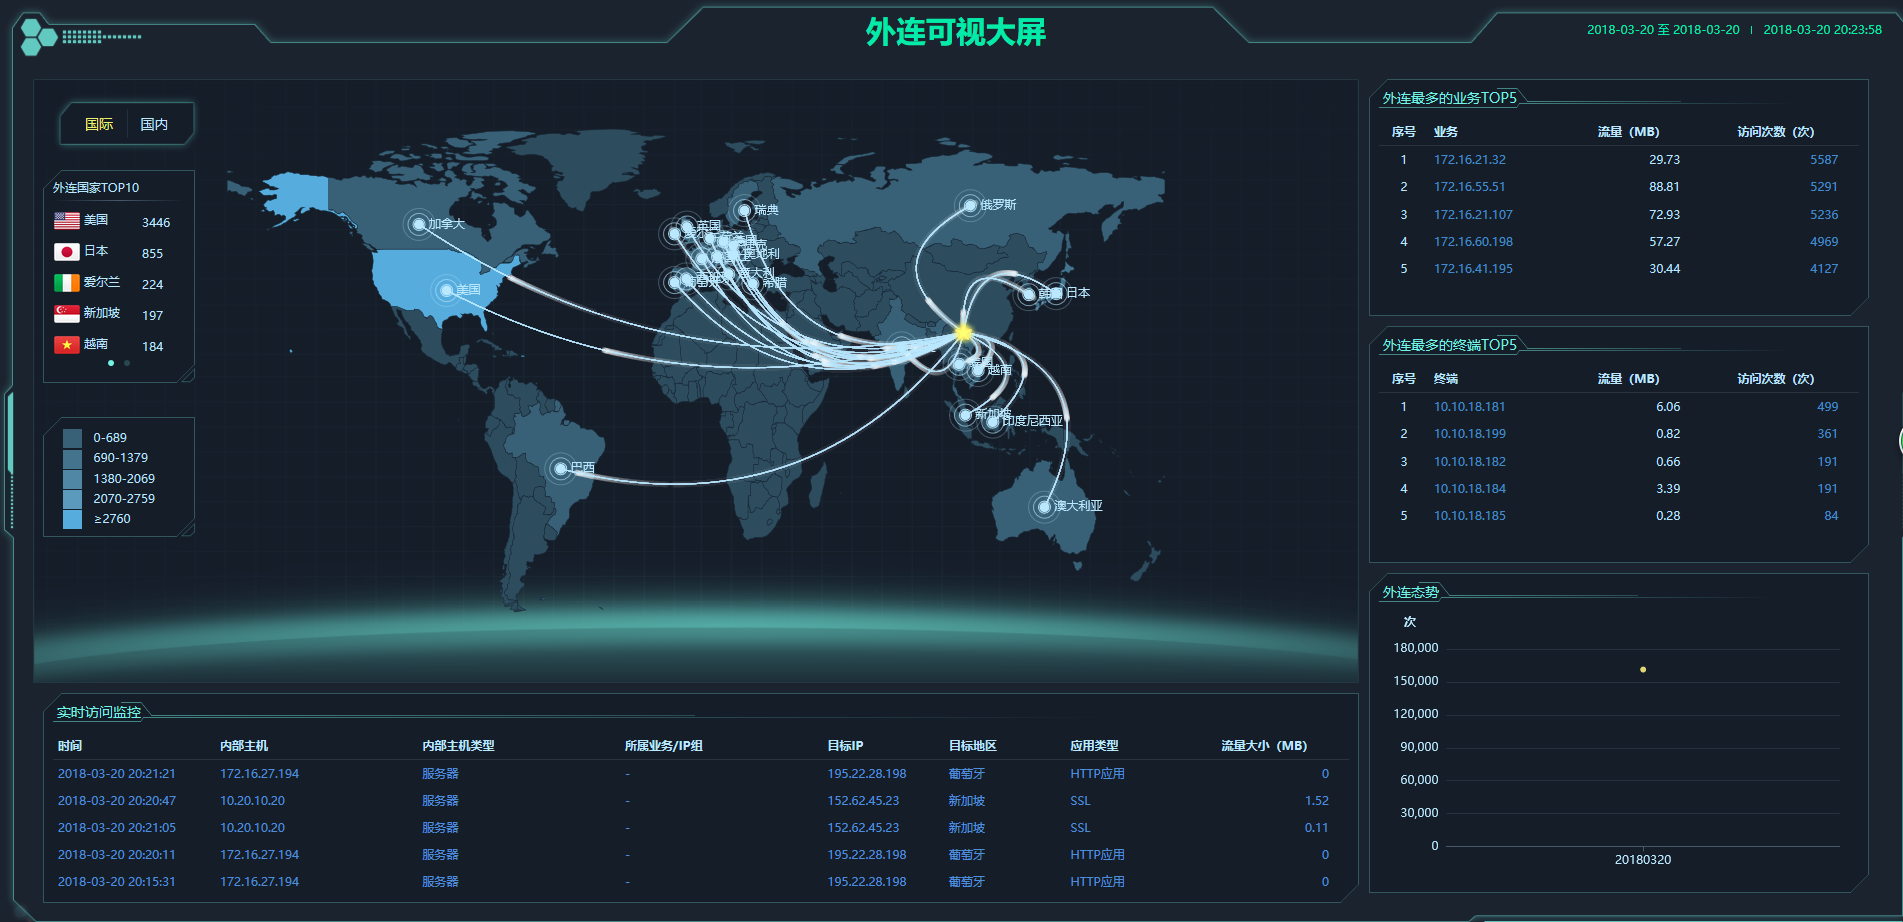 外连可视大屏
2018-03-20 至 2018-03-20 | 2018-03-20 20:23:58
国际 国内
外连国家TOP10
美国 3446
日本 855
爱尔兰 224
新加坡 197
越南 184
0-689
690-1379
1380-2069
2070-2759
≥2760
加拿大
美国
巴西
瑞典
英国
奥地利
意大利
希腊
俄罗斯
韩国
日本
越南
新加坡
印度尼西亚
澳大利亚
外连最多的业务TOP5
序号 业务 流量（MB） 访问次数（次）
1 172.16.21.32 29.73 5587
2 172.16.55.51 88.81 5291
3 172.16.21.107 72.93 5236
4 172.16.60.198 57.27 4969
5 172.16.41.195 30.44 4127
外连最多的终端TOP5
序号 终端 流量（MB） 访问次数（次）
1 10.10.18.181 6.06 499
2 10.10.18.199 0.82 361
3 10.10.18.182 0.66 191
4 10.10.18.184 3.39 191
5 10.10.18.185 0.28 84
外连态势
次
180,000
150,000
120,000
90,000
60,000
30,000
0
20180320
实时访问监控
时间 内部主机 内部主机类型 所属业务/IP组 目标IP 目标地区 应用类型 流量大小（MB）
2018-03-20 20:21:21 172.16.27.194 服务器 - 195.22.28.198 葡萄牙 HTTP应用 0
2018-03-20 20:20:47 10.20.10.20 服务器 - 152.62.45.23 新加坡 SSL 1.52
2018-03-20 20:21:05 10.20.10.20 服务器 - 152.62.45.23 新加坡 SSL 0.11
2018-03-20 20:20:11 172.16.27.194 服务器 - 195.22.28.198 葡萄牙 HTTP应用 0
2018-03-20 20:15:31 172.16.27.194 服务器 - 195.22.28.198 葡萄牙 HTTP应用 0